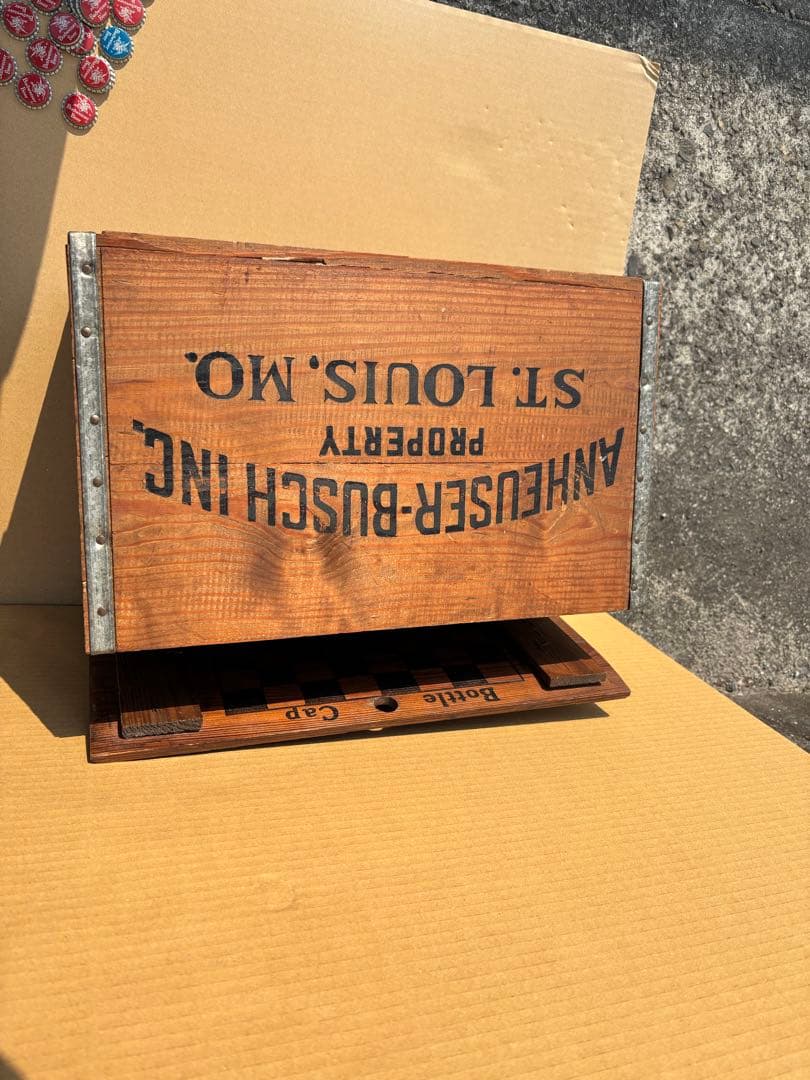 ANHEUSER-BUSCH INC.
PROPERTY
ST. LOUIS, MO.
Bottle Cap